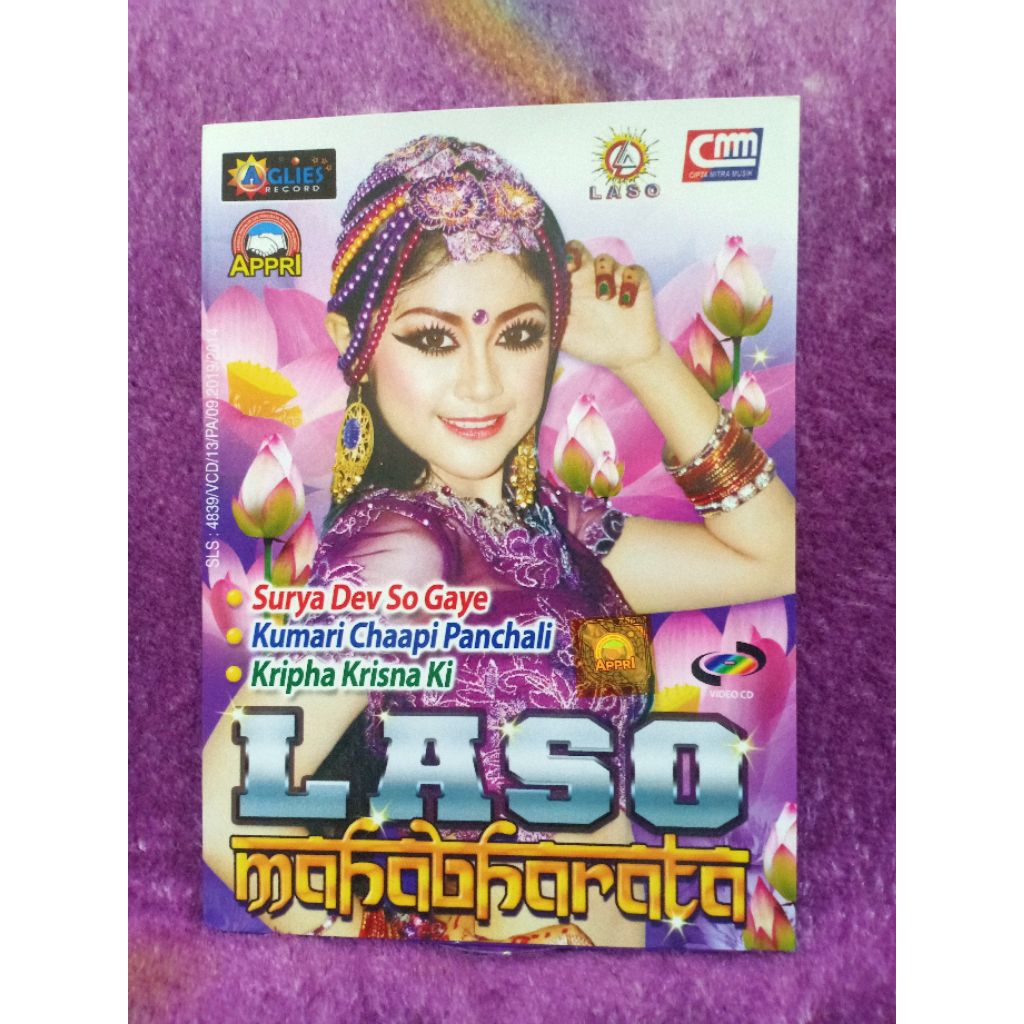 AGLIES
RECORD
APPRI
LASO
CMM
CIPTA MITRA MUSIK
SLS : 4839/VCD/13/PA/09.2019/2014
Surya Dev So Gaye
Kumari Chaapi Panchali
Kripha Krisna Ki
APPRI
VIDEO CD
LASO
mahabharata